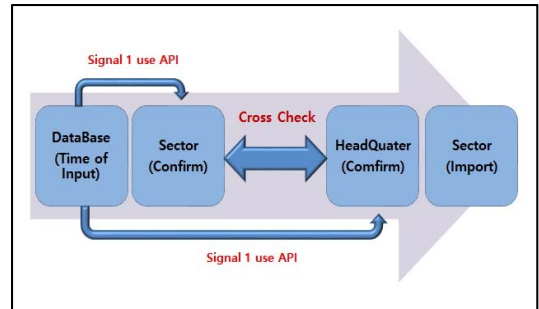 Signal 1 use API
DataBase
(Time of
Input)
Sector
(Confirm)
Cross Check
HeadQuater
(Comfirm)
Sector
(Import)
Signal 1 use API